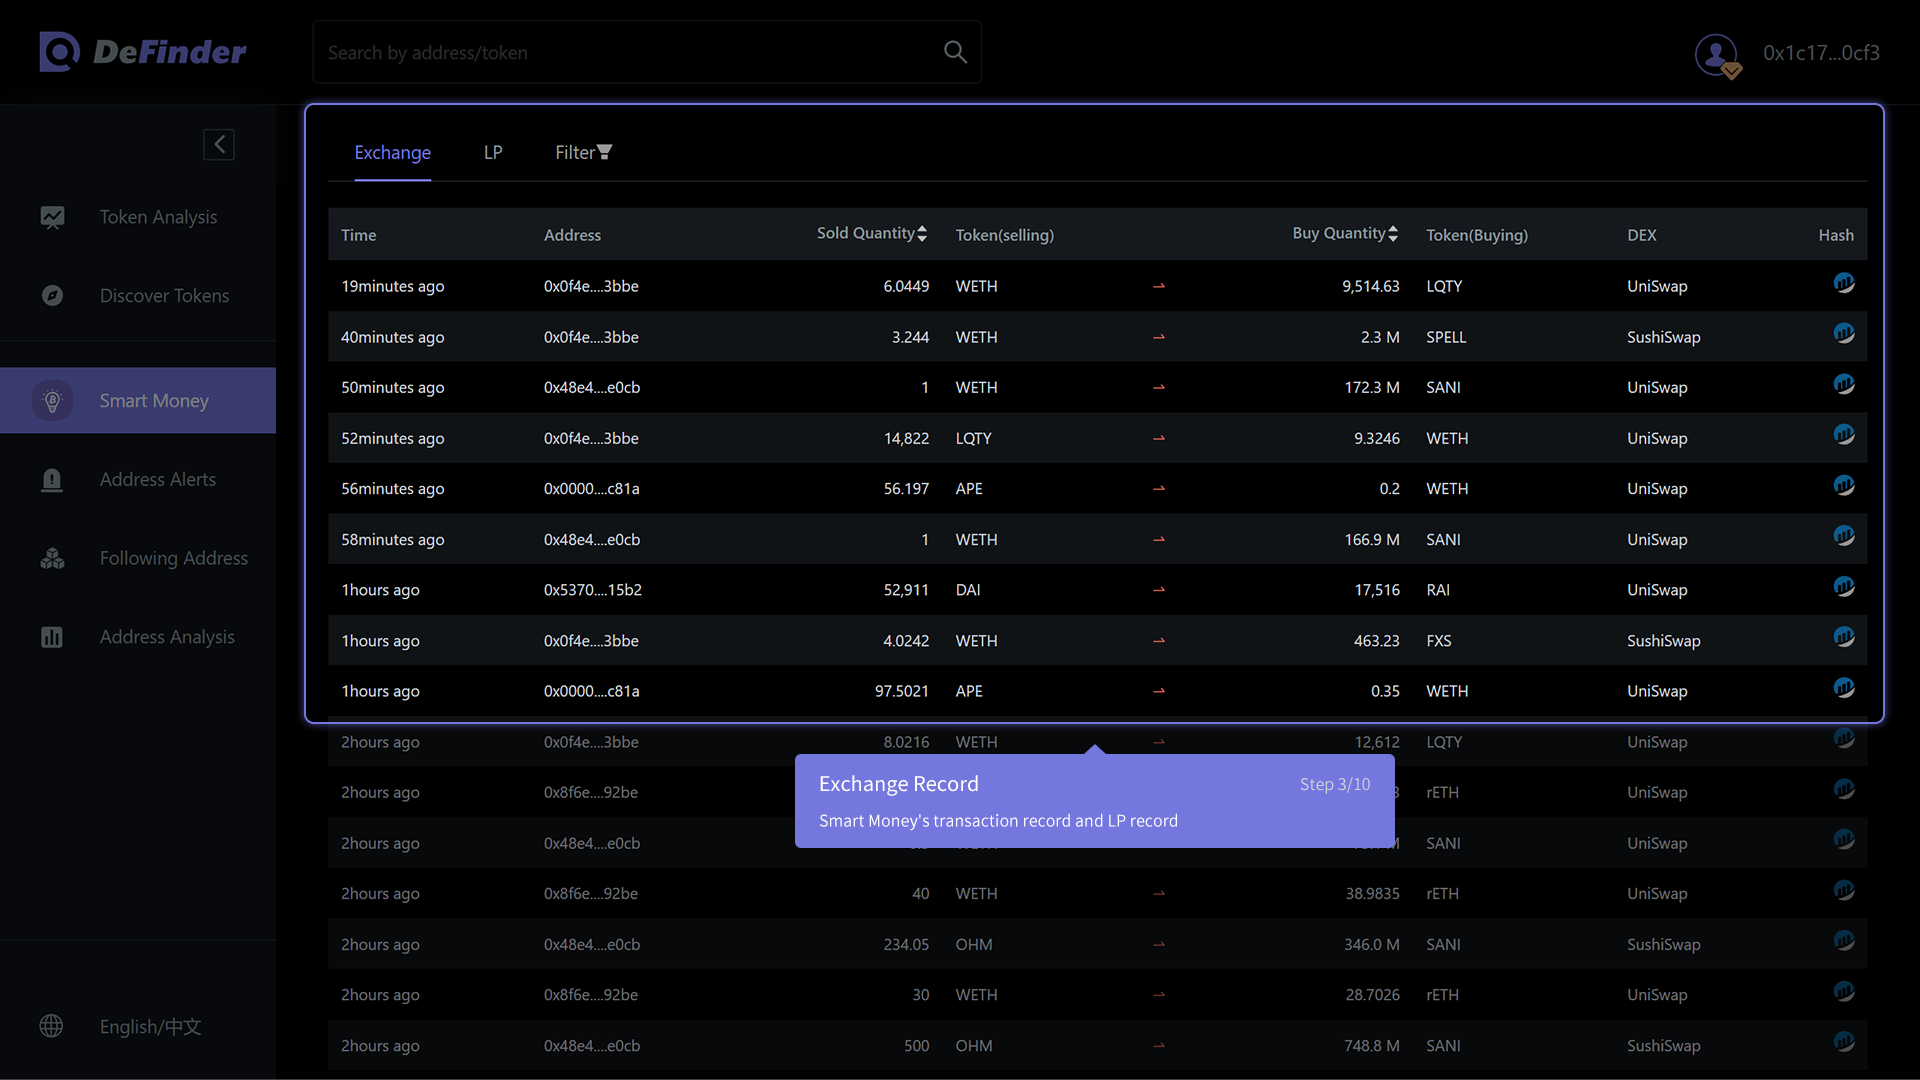 DeFinder
Search by address/token
0x1c17...0cf3
Exchange LP Filter
Token Analysis
Discover Tokens
Smart Money
Address Alerts
Following Address
Address Analysis
English/中文
Time Address Sold Quantity Token(selling) Buy Quantity Token(Buying) DEX Hash
19minutes ago 0x0f4e....3bbe 6.0449 WETH → 9,514.63 LQTY UniSwap
40minutes ago 0x0f4e....3bbe 3.244 WETH → 2.3 M SPELL SushiSwap
50minutes ago 0x48e4....e0cb 1 WETH → 172.3 M SANI UniSwap
52minutes ago 0x0f4e....3bbe 14,822 LQTY → 9.3246 WETH UniSwap
56minutes ago 0x0000....c81a 56.197 APE → 0.2 WETH UniSwap
58minutes ago 0x48e4....e0cb 1 WETH → 166.9 M SANI UniSwap
1hours ago 0x5370....15b2 52,911 DAI → 17,516 RAI UniSwap
1hours ago 0x0f4e....3bbe 4.0242 WETH → 463.23 FXS SushiSwap
1hours ago 0x0000....c81a 97.5021 APE → 0.35 WETH UniSwap
2hours ago 0x0f4e....3bbe 8.0216 WETH → 12,612 LQTY UniSwap
2hours ago 0x8f6e....92be rETH UniSwap
2hours ago 0x48e4....e0cb SANI UniSwap
2hours ago 0x8f6e....92be 40 WETH → 38.9835 rETH UniSwap
2hours ago 0x48e4....e0cb 234.05 OHM → 346.0 M SANI SushiSwap
2hours ago 0x8f6e....92be 30 WETH → 28.7026 rETH UniSwap
2hours ago 0x48e4....e0cb 500 OHM → 748.8 M SANI SushiSwap
Exchange Record Step 3/10
Smart Money's transaction record and LP record